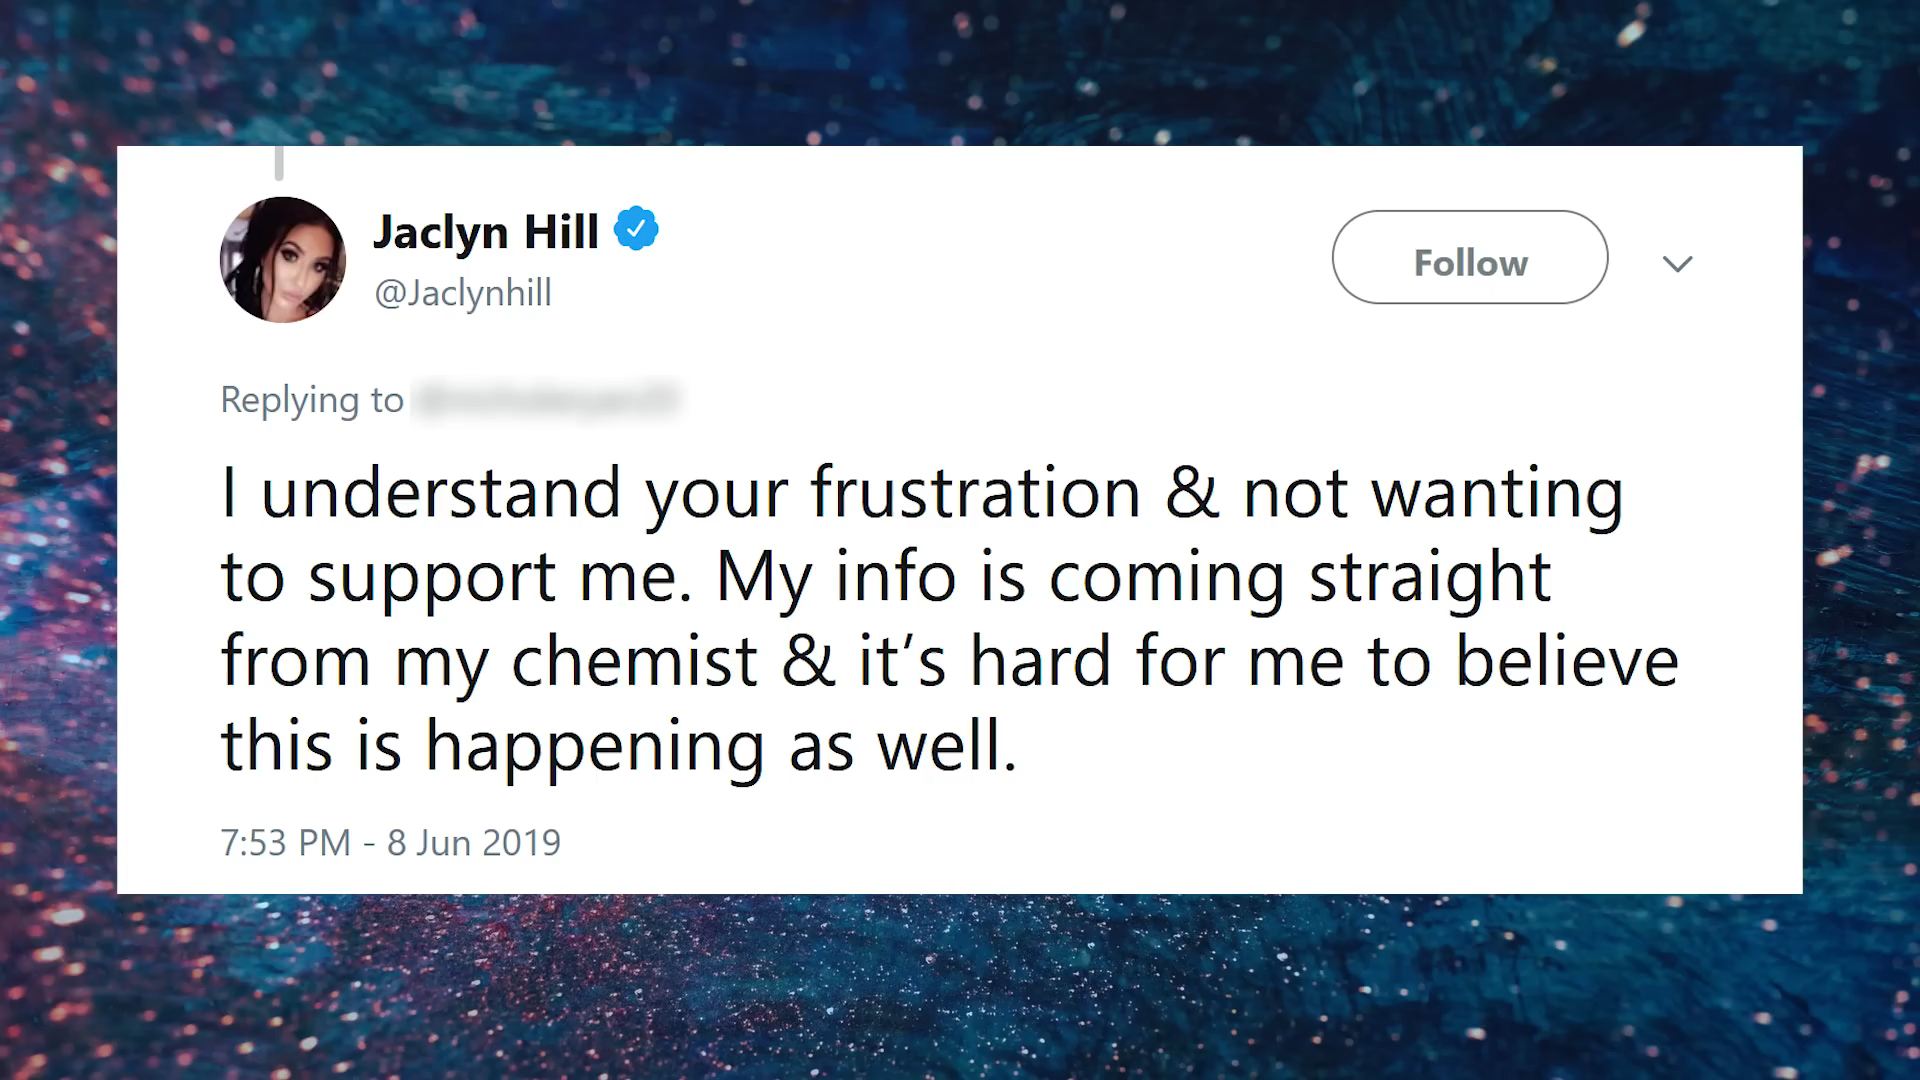 Jaclyn Hill
@Jaclynhill
Follow
Replying to
I understand your frustration & not wanting
to support me. My info is coming straight
from my chemist & it’s hard for me to believe
this is happening as well.
7:53 PM - 8 Jun 2019